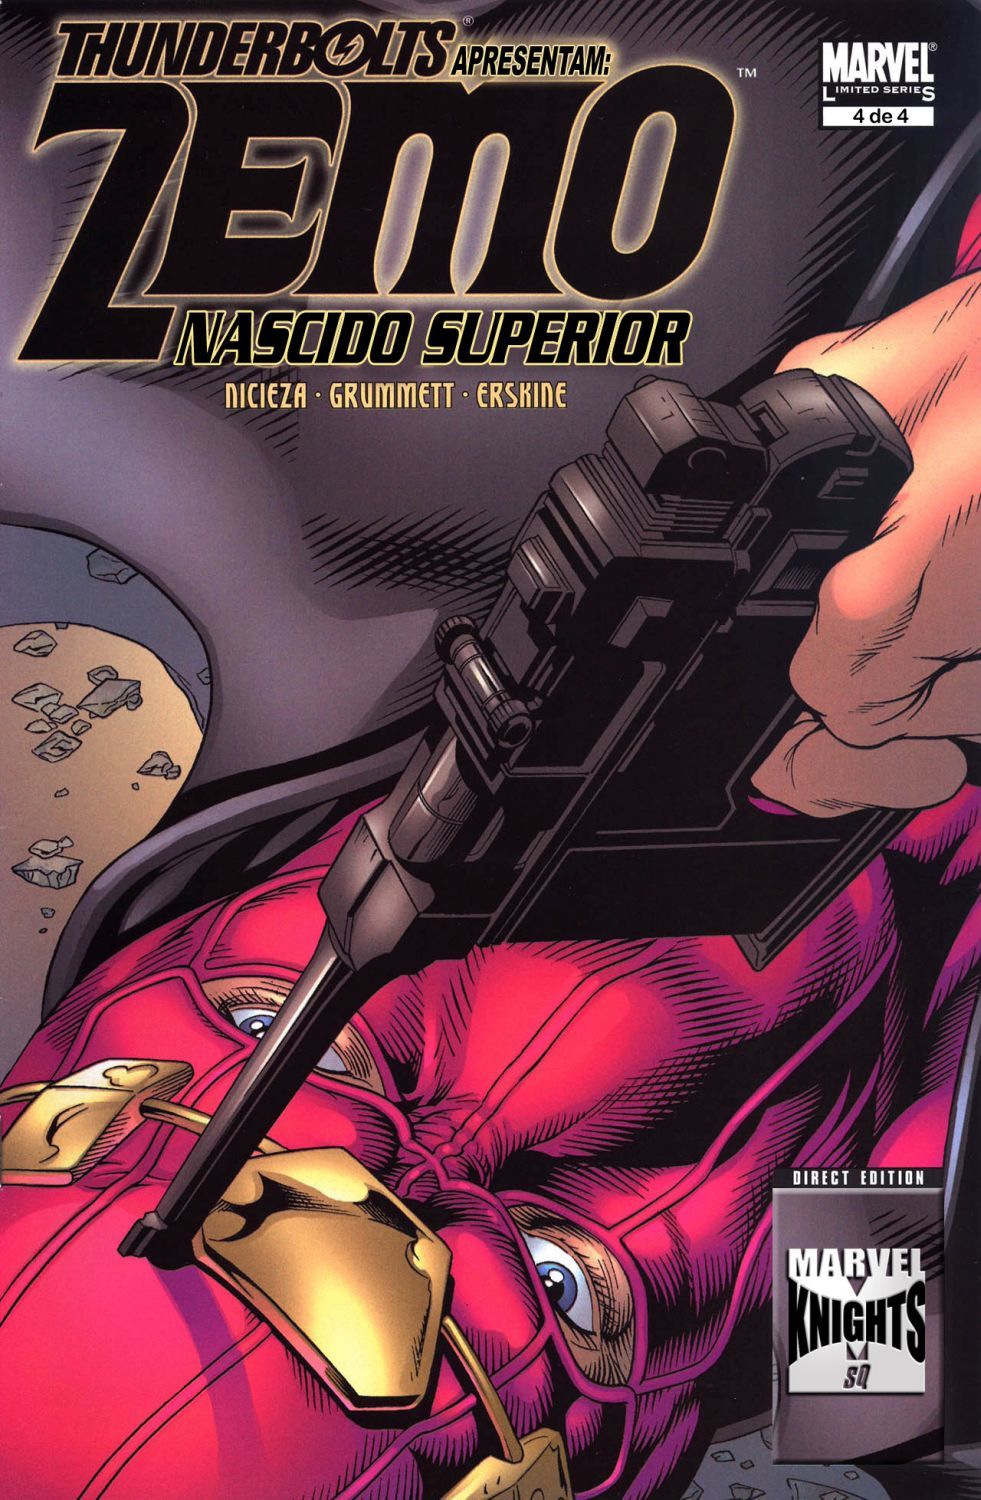 THUNDERBOLTS® APRESENTAM:
ZEMO™
NASCIDO SUPERIOR
NICIEZA · GRUMMETT · ERSKINE
MARVEL®
LIMITED SERIES
4 de 4
DIRECT EDITION
MARVEL
KNIGHTS
SQ